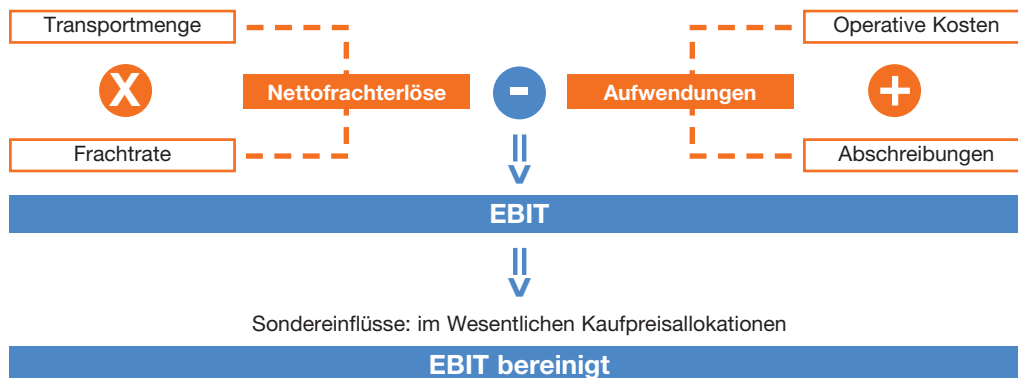 Transportmenge
Operative Kosten
X
Nettofrachterlöse
-
Aufwendungen
+
Frachtrate
Abschreibungen
EBIT
Sondereinflüsse: im Wesentlichen Kaufpreisallokationen
EBIT bereinigt